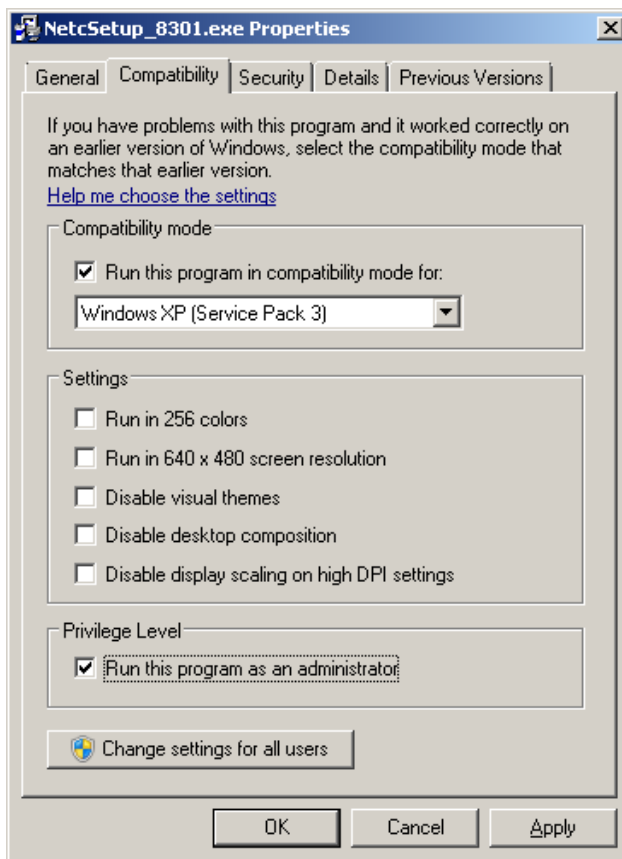 NetcSetup_8301.exe Properties
General Compatibility Security Details Previous Versions
If you have problems with this program and it worked correctly on
an earlier version of Windows, select the compatibility mode that
matches that earlier version.
Help me choose the settings
Compatibility mode
Run this program in compatibility mode for:
Windows XP (Service Pack 3)
Settings
Run in 256 colors
Run in 640 x 480 screen resolution
Disable visual themes
Disable desktop composition
Disable display scaling on high DPI settings
Privilege Level
Run this program as an administrator
Change settings for all users
OK Cancel Apply